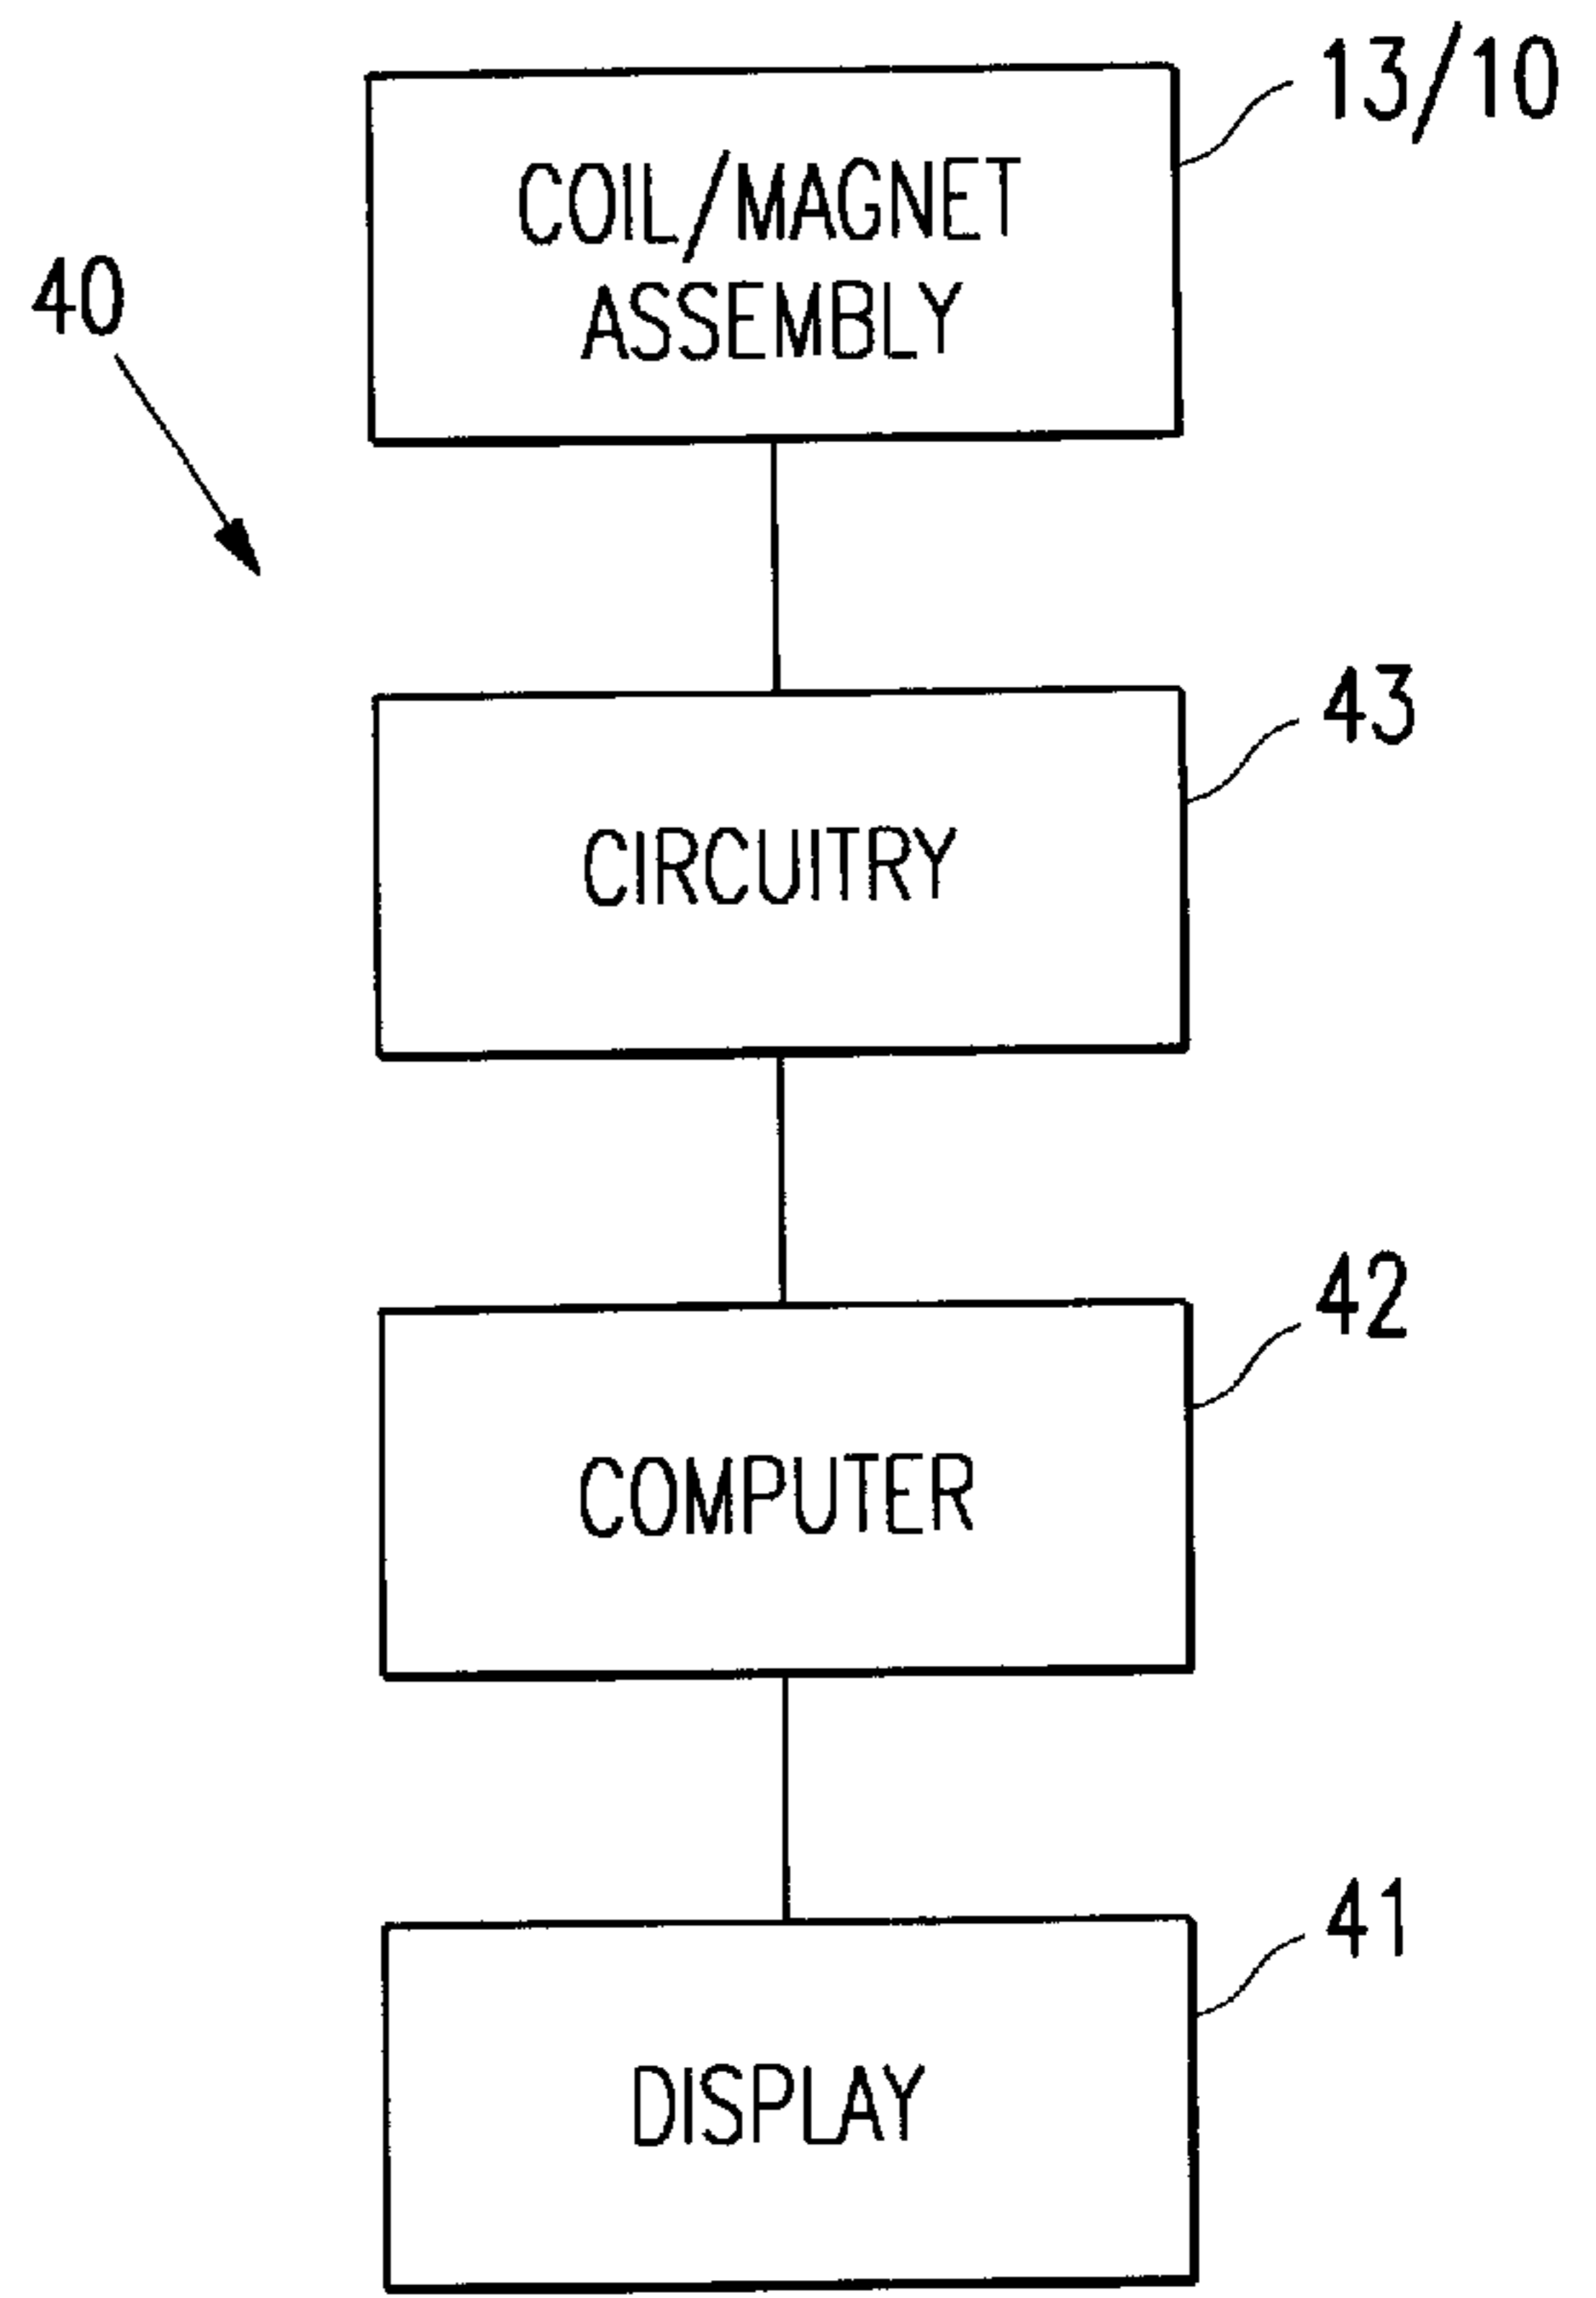 13/10
COIL/MAGNET
ASSEMBLY
40
43
CIRCUITRY
42
COMPUTER
41
DISPLAY